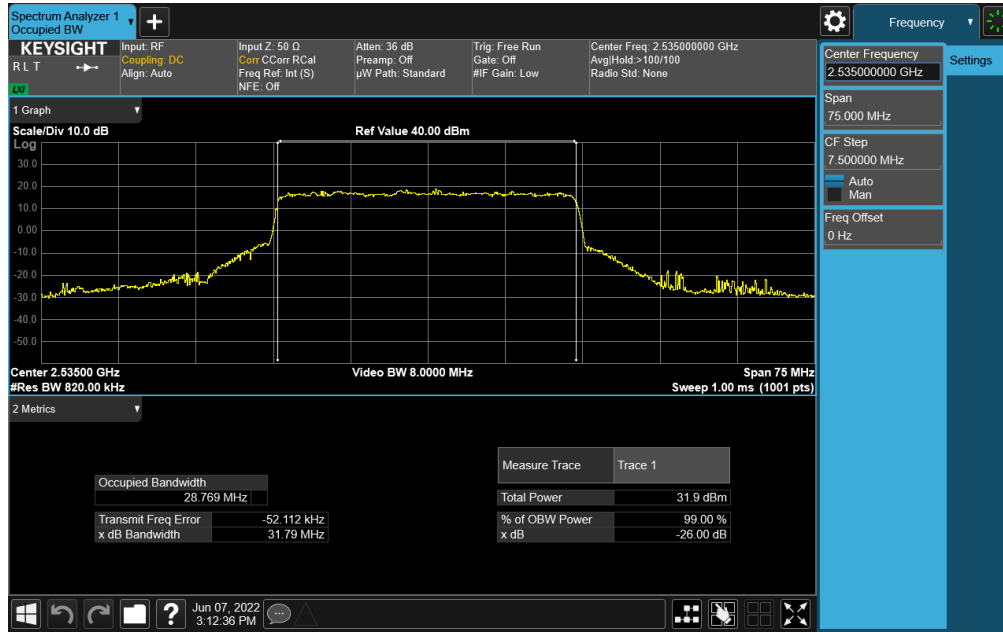 Spectrum Analyzer 1
Occupied BW
Frequency
KEYSIGHT
R L T
LXI
Input: RF
Coupling: DC
Align: Auto
Input Z: 50 Ω
Corr CCorr RCal
Freq Ref: Int (S)
NFE: Off
Atten: 36 dB
Preamp: Off
µW Path: Standard
Trig: Free Run
Gate: Off
#IF Gain: Low
Center Freq: 2.535000000 GHz
Avg|Hold:>100/100
Radio Std: None
Center Frequency
2.535000000 GHz
Settings
Span
75.000 MHz
CF Step
7.500000 MHz
Auto
Man
Freq Offset
0 Hz
1 Graph
Scale/Div 10.0 dB
Ref Value 40.00 dBm
Log
30.0
20.0
10.0
0.00
-10.0
-20.0
-30.0
-40.0
-50.0
Center 2.53500 GHz
Video BW 8.0000 MHz
Span 75 MHz
#Res BW 820.00 kHz
Sweep 1.00 ms (1001 pts)
2 Metrics
Measure Trace
Trace 1
Occupied Bandwidth
28.769 MHz
Total Power
31.9 dBm
Transmit Freq Error
-52.112 kHz
% of OBW Power
99.00 %
x dB Bandwidth
31.79 MHz
x dB
-26.00 dB
?
Jun 07, 2022
3:12:36 PM